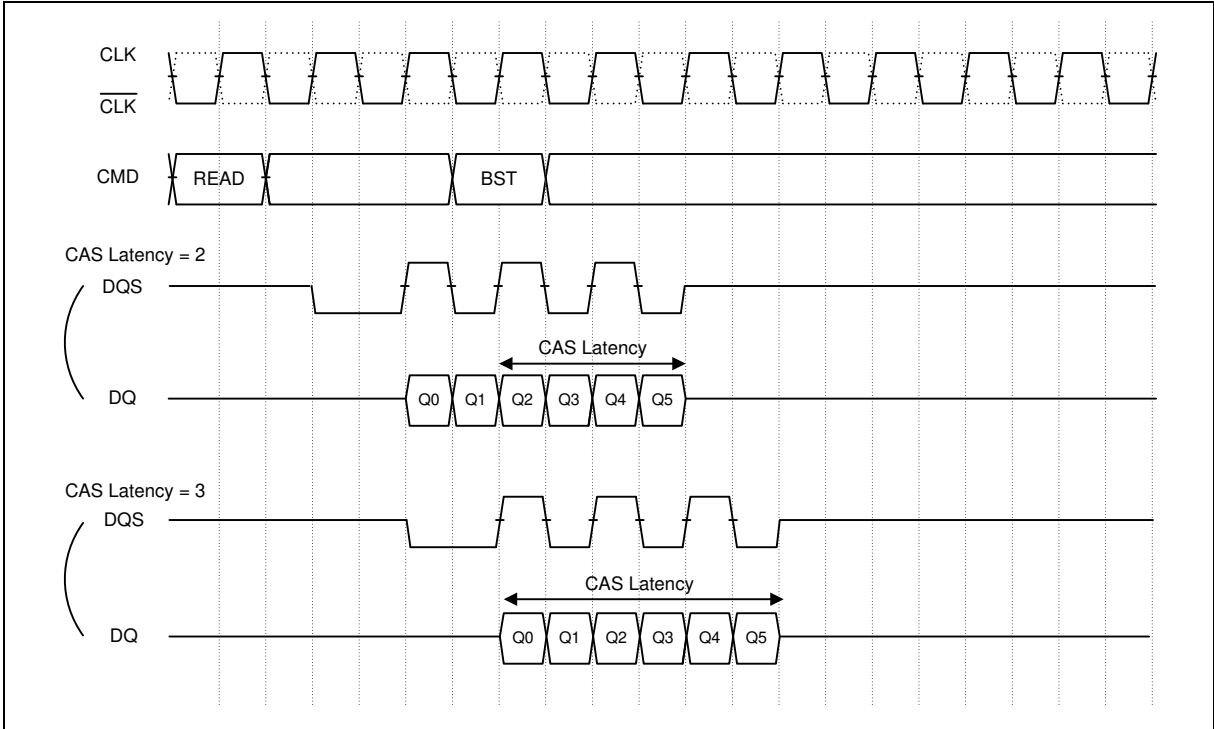 CLK
CLK
CMD READ BST
CAS Latency = 2
DQS
CAS Latency
DQ Q0 Q1 Q2 Q3 Q4 Q5
CAS Latency = 3
DQS
CAS Latency
DQ Q0 Q1 Q2 Q3 Q4 Q5